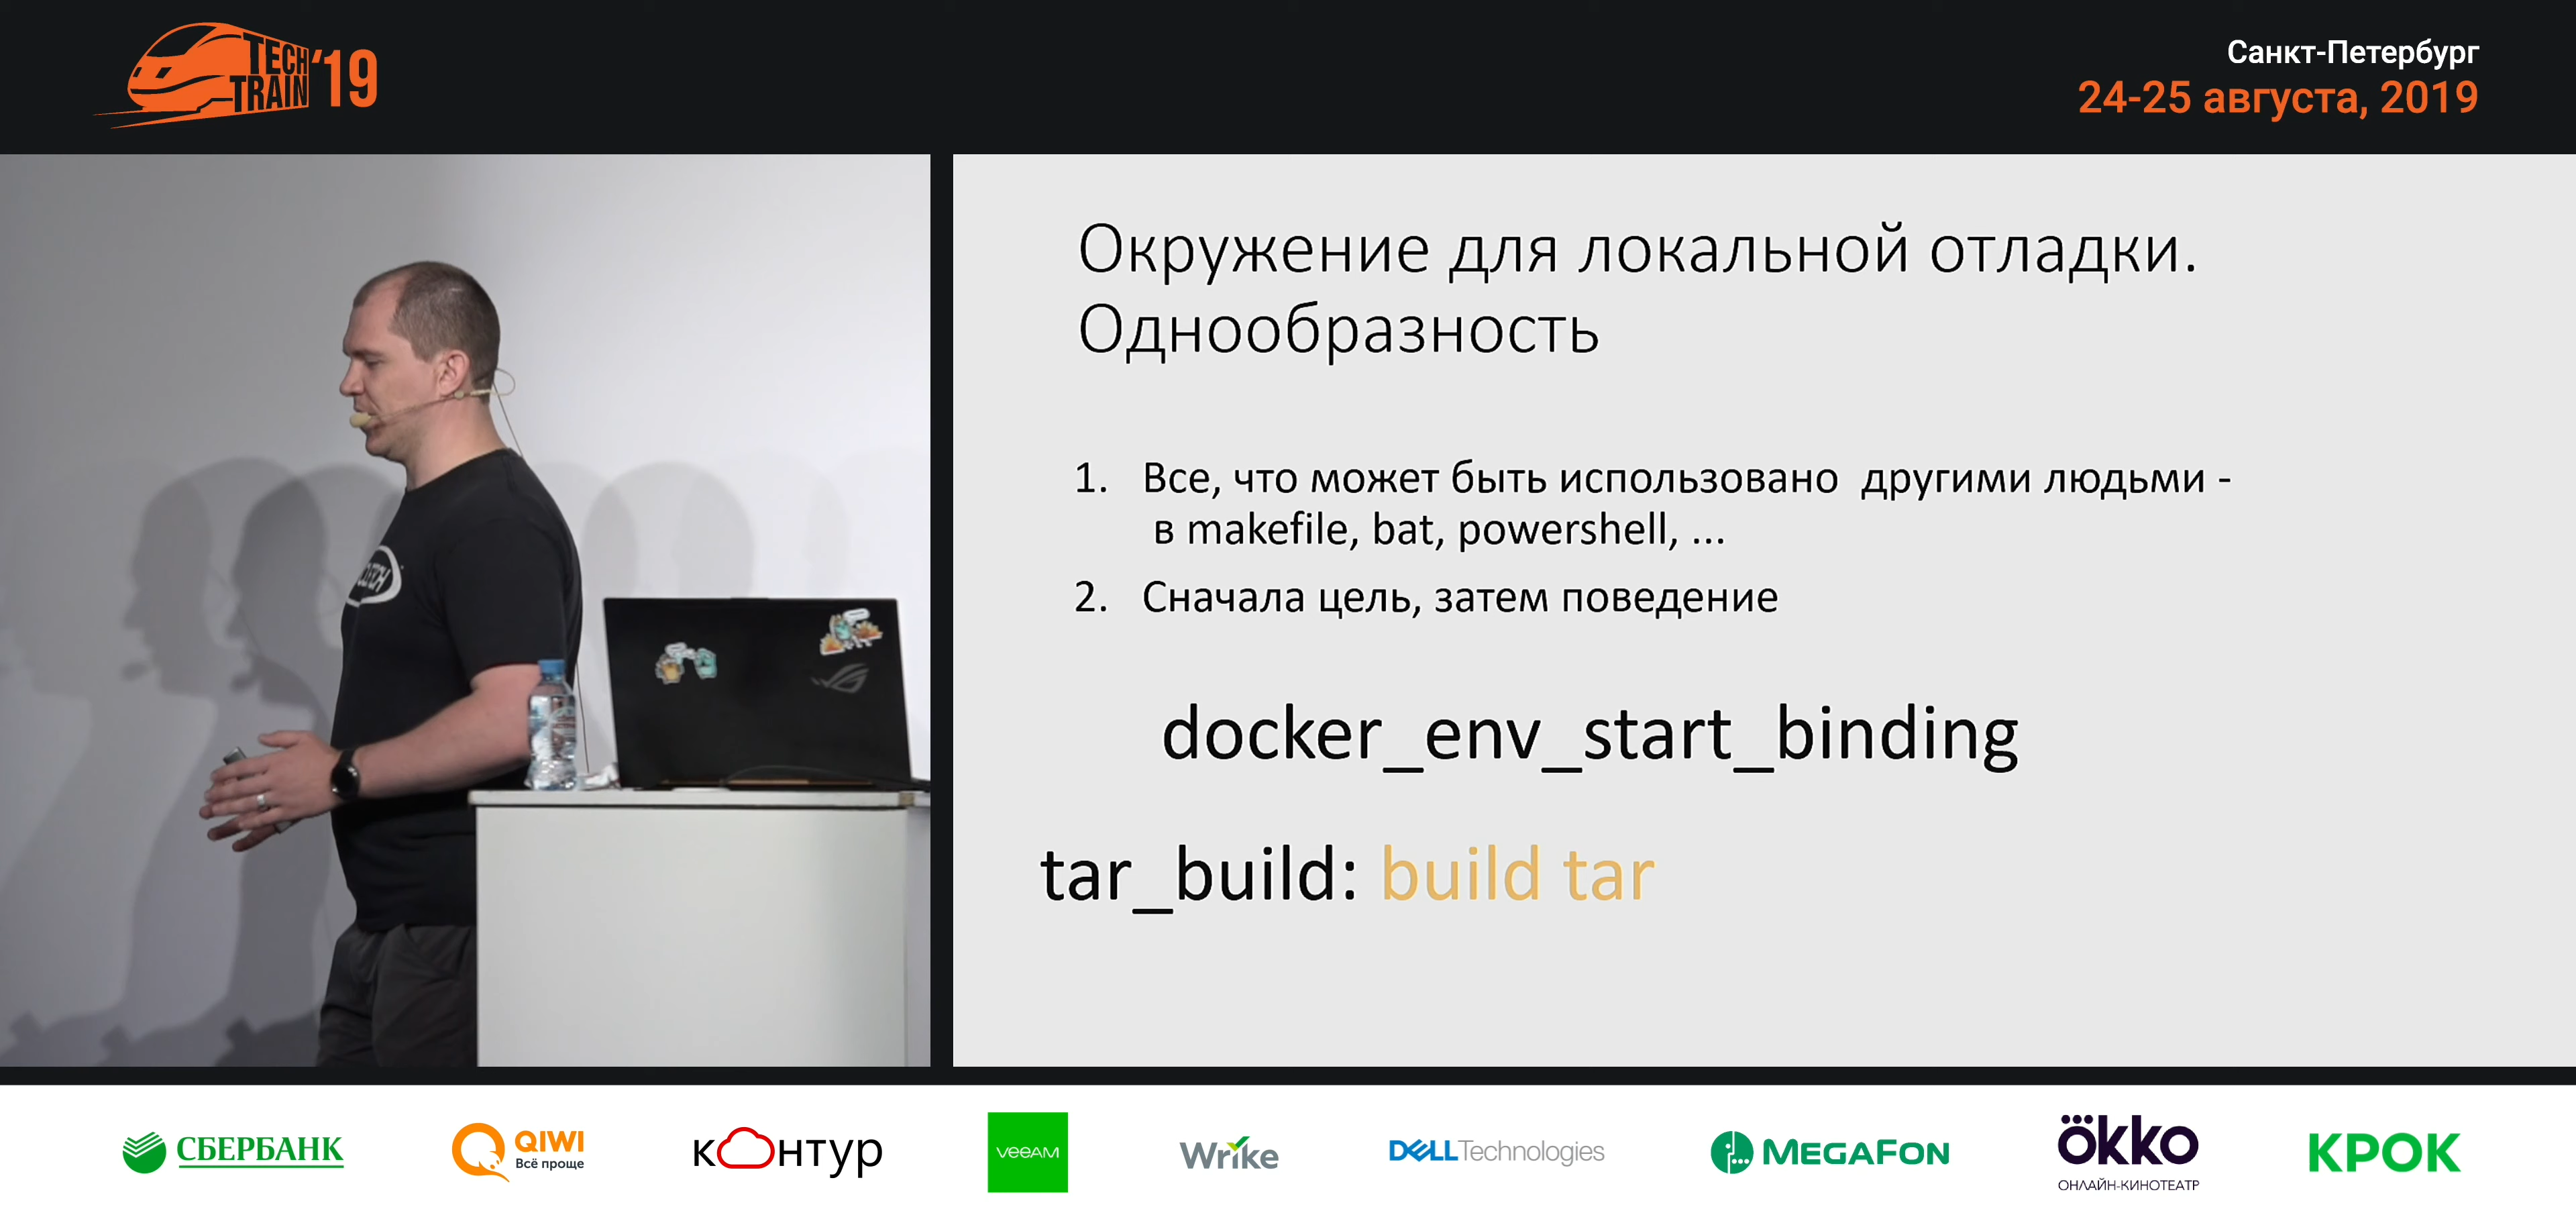 TECH
TRAIN'19
Санкт-Петербург
24-25 августа, 2019
Окружение для локальной отладки.
Однообразность
1. Все, что может быть использовано другими людьми -
в makefile, bat, powershell, ...
2. Сначала цель, затем поведение
docker_env_start_binding
tar_build: build tar
СБЕРБАНК
QIWI
Всё проще
контур
veeAM
Wrike
DELL Technologies
MEGAFON
ökko
ОНЛАЙН-КИНОТЕАТР
КРОК